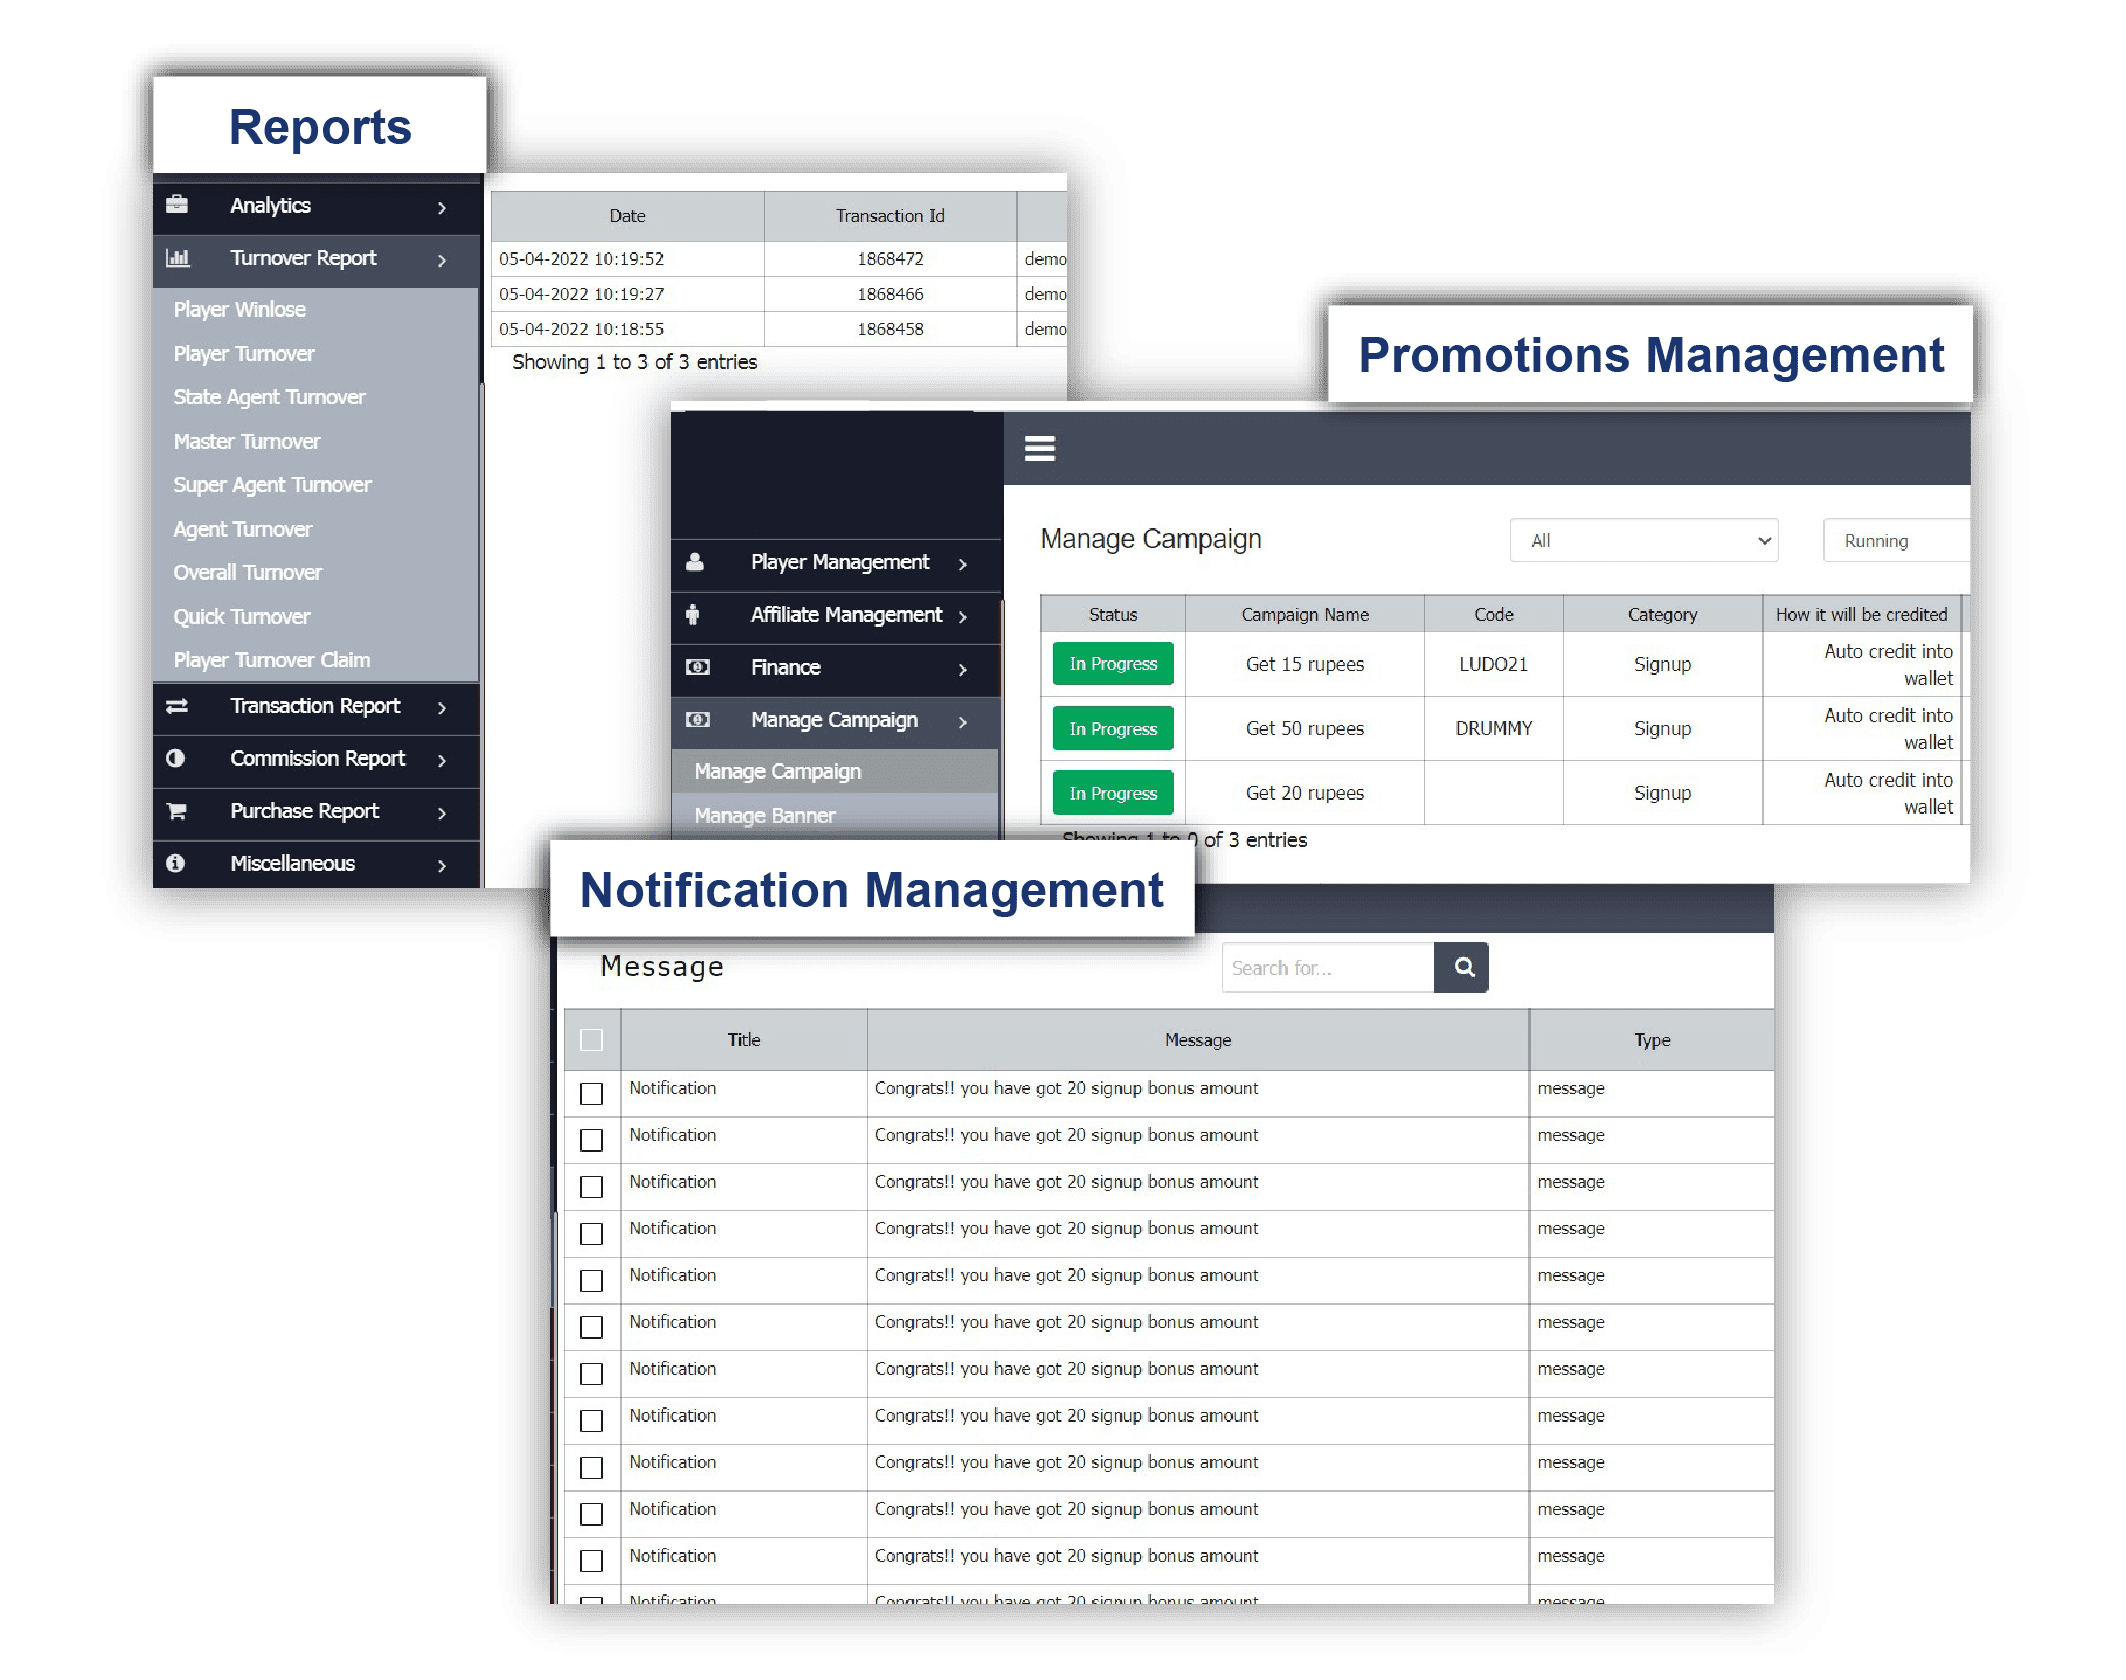 Reports
Analytics
Turnover Report
Player Winlose
Player Turnover
State Agent Turnover
Master Turnover
Super Agent Turnover
Agent Turnover
Overall Turnover
Quick Turnover
Player Turnover Claim
Transaction Report
Commission Report
Purchase Report
Miscellaneous
Date Transaction Id
05-04-2022 10:19:52 1868472 demo
05-04-2022 10:19:27 1868466 demo
05-04-2022 10:18:55 1868458 demo
Showing 1 to 3 of 3 entries
Promotions Management
Player Management
Affiliate Management
Finance
Manage Campaign
Manage Campaign
Manage Banner
Manage Campaign All Running
Status Campaign Name Code Category How it will be credited
In Progress Get 15 rupees LUDO21 Signup Auto credit into
wallet
In Progress Get 50 rupees DRUMMY Signup Auto credit into
wallet
In Progress Get 20 rupees Signup Auto credit into
wallet
Showing 1 to 0 of 3 entries
Notification Management
Message Search for...
Title Message Type
Notification Congrats!! you have got 20 signup bonus amount message
Notification Congrats!! you have got 20 signup bonus amount message
Notification Congrats!! you have got 20 signup bonus amount message
Notification Congrats!! you have got 20 signup bonus amount message
Notification Congrats!! you have got 20 signup bonus amount message
Notification Congrats!! you have got 20 signup bonus amount message
Notification Congrats!! you have got 20 signup bonus amount message
Notification Congrats!! you have got 20 signup bonus amount message
Notification Congrats!! you have got 20 signup bonus amount message
Notification Congrats!! you have got 20 signup bonus amount message
Notification Congrats!! you have got 20 signup bonus amount message
Notification Congrats!! you have got 20 signup bonus amount message